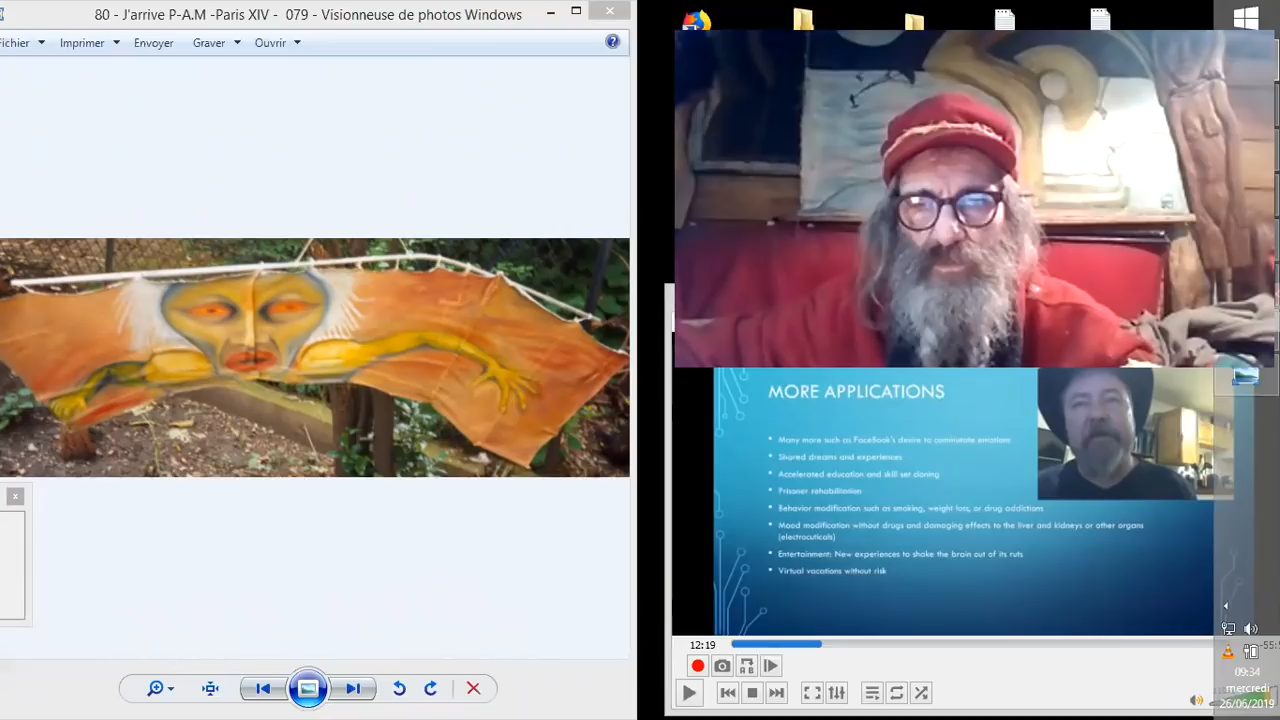 80 - J'arrive P-A.M -Paris XIV - 070 - Visionneuse de photos Windows
Fichier
Imprimer
Envoyer
Graver
Ouvrir
MORE APPLICATIONS
Many more such as FaceBook's desire to communate emotions
Shared dreams and experiences
Accelerated education and skill set cloning
Prisoner rehabilitation
Behavior modification such as smoking, weight loss, or drug addictions
Mood modification without drugs and damaging effects to the liver and kidneys or other organs
(electrocuticals)
Entertainment: New experiences to shake the brain out of its ruts
Virtual vacations without risk
12:19
-55:
A B
09:34
mercredi
26/06/2019